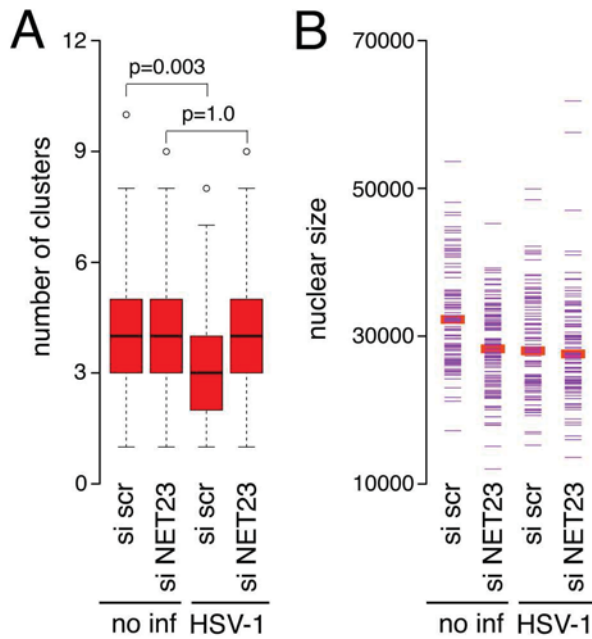 A
number of clusters
12
9
6
3
0
p=0.003
p=1.0
si scr
si NET23
si scr
si NET23
no inf
HSV-1
B
nuclear size
70000
50000
30000
10000
si scr
si NET23
si scr
si NET23
no inf
HSV-1